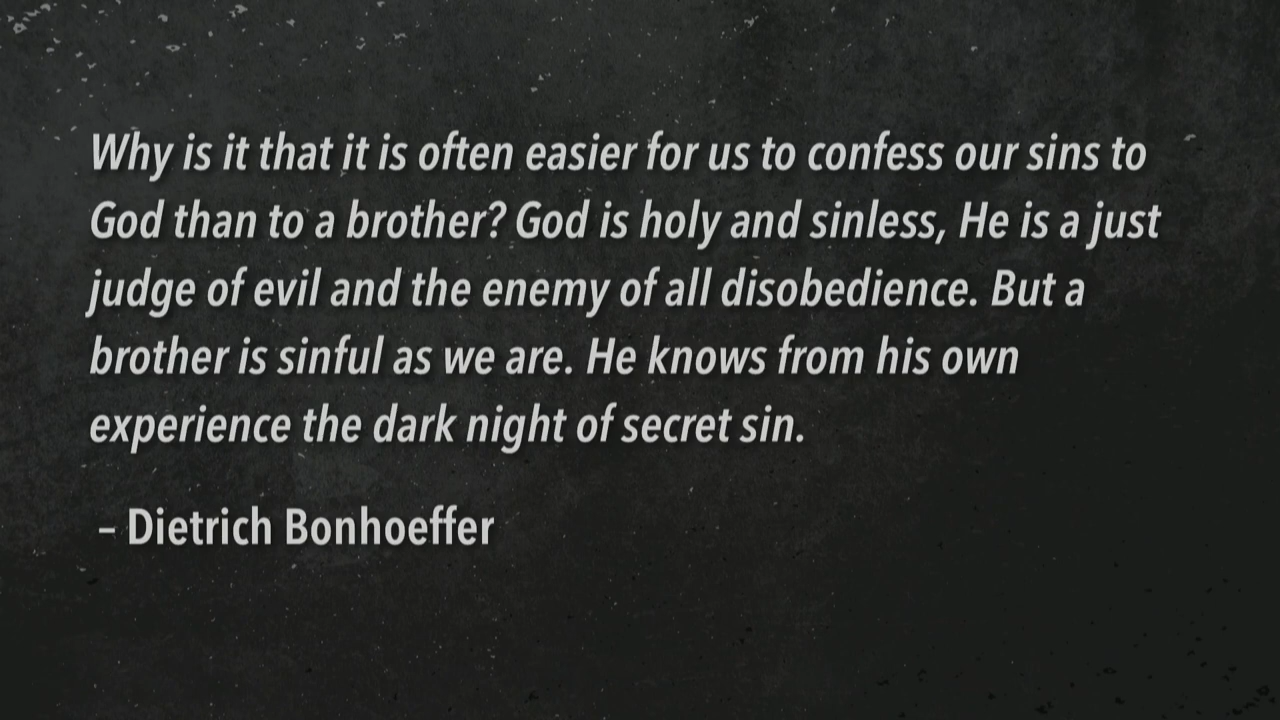 Why is it that it is often easier for us to confess our sins to
God than to a brother? God is holy and sinless, He is a just
judge of evil and the enemy of all disobedience. But a
brother is sinful as we are. He knows from his own
experience the dark night of secret sin.
– Dietrich Bonhoeffer